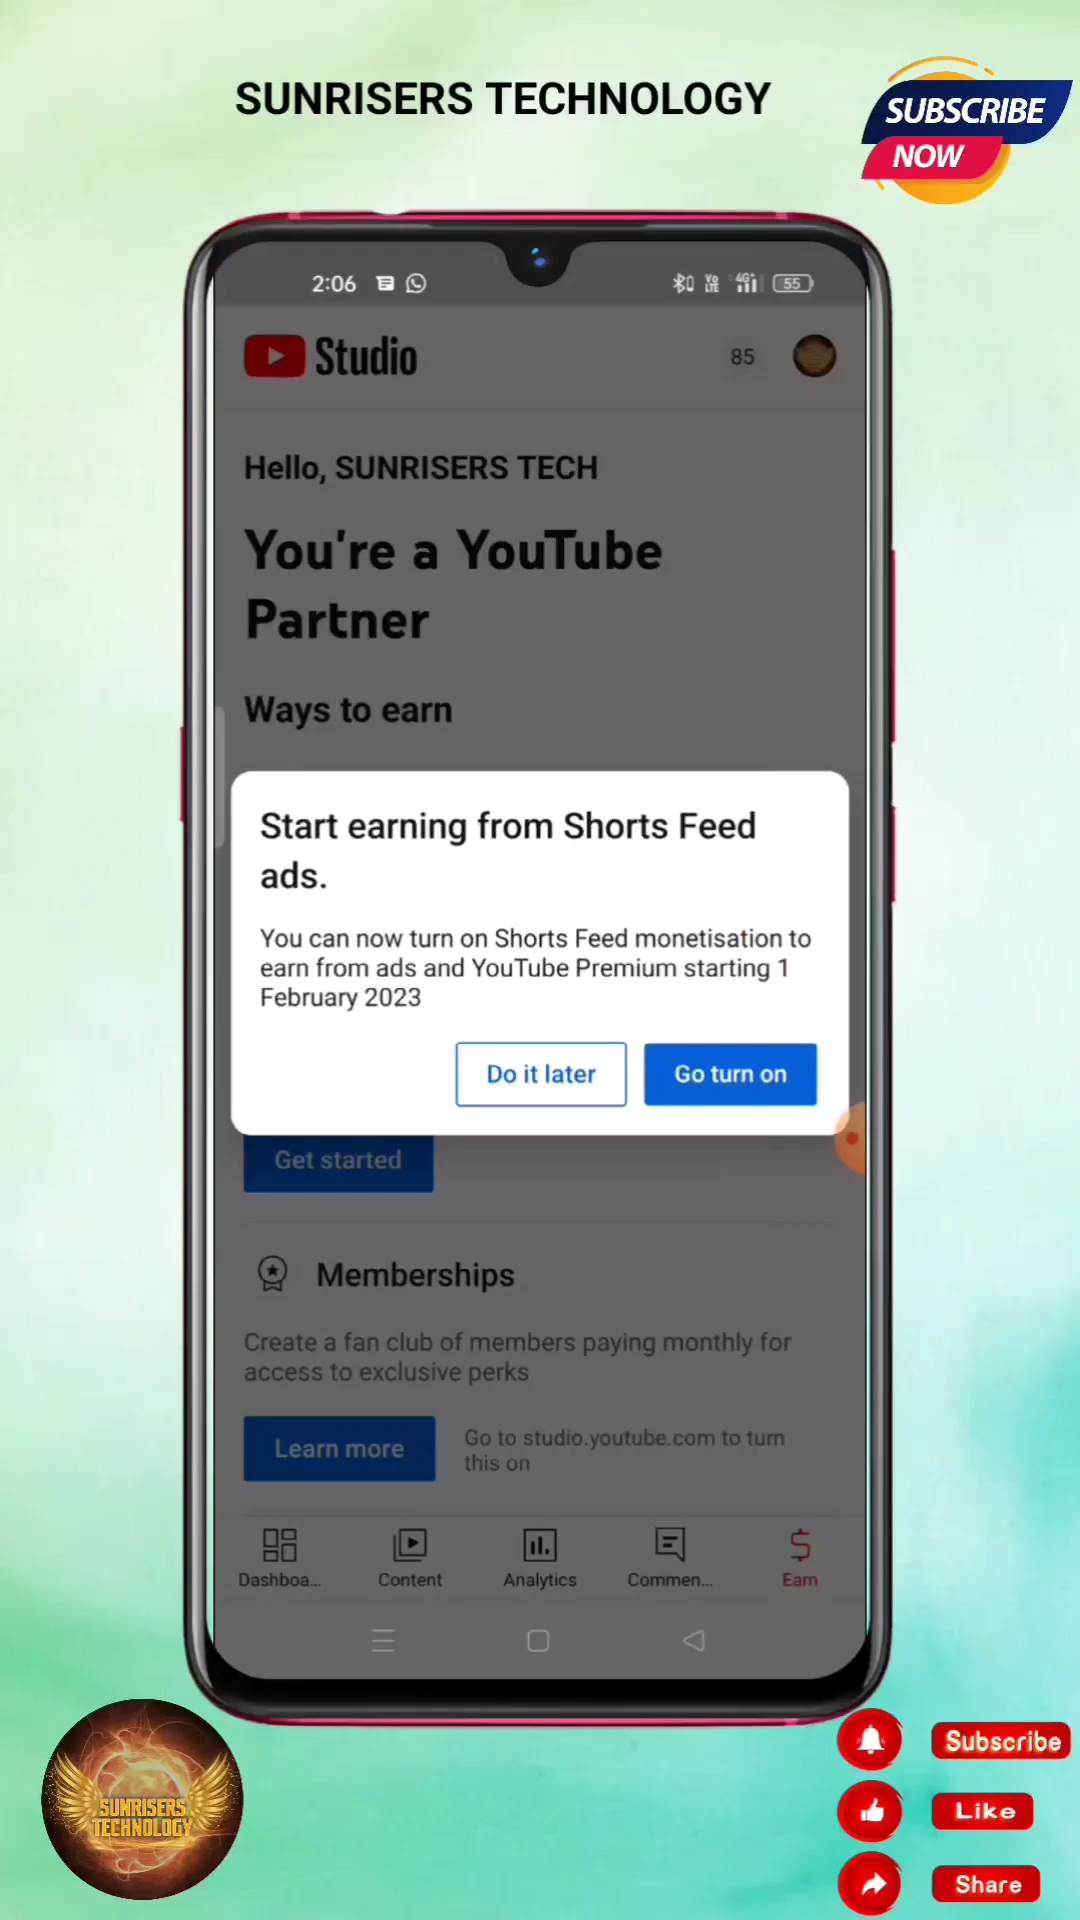 SUNRISERS TECHNOLOGY
SUBSCRIBE
NOW
2:06
Vo
LTE
4G+
55
Studio
85
Hello, SUNRISERS TECH
You're a YouTube
Partner
Ways to earn
Start earning from Shorts Feed
ads.
You can now turn on Shorts Feed monetisation to
earn from ads and YouTube Premium starting 1
February 2023
Do it later
Go turn on
Get started
Memberships
Create a fan club of members paying monthly for
access to exclusive perks
Learn more
Go to studio.youtube.com to turn
this on
Dashboa...
Content
Analytics
Commen...
Earn
SUNRISERS
TECHNOLOGY
Subscribe
Like
Share